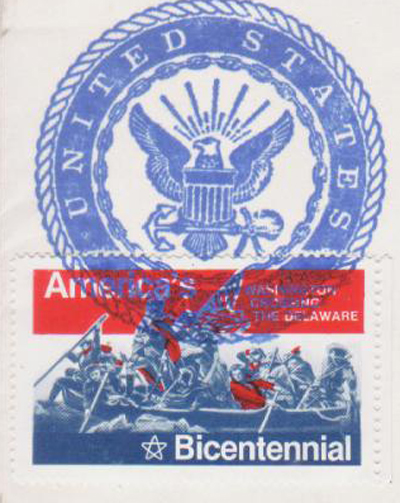 UNITED STATES
America's
WASHINGTON
CROSSING
THE DELAWARE
Bicentennial